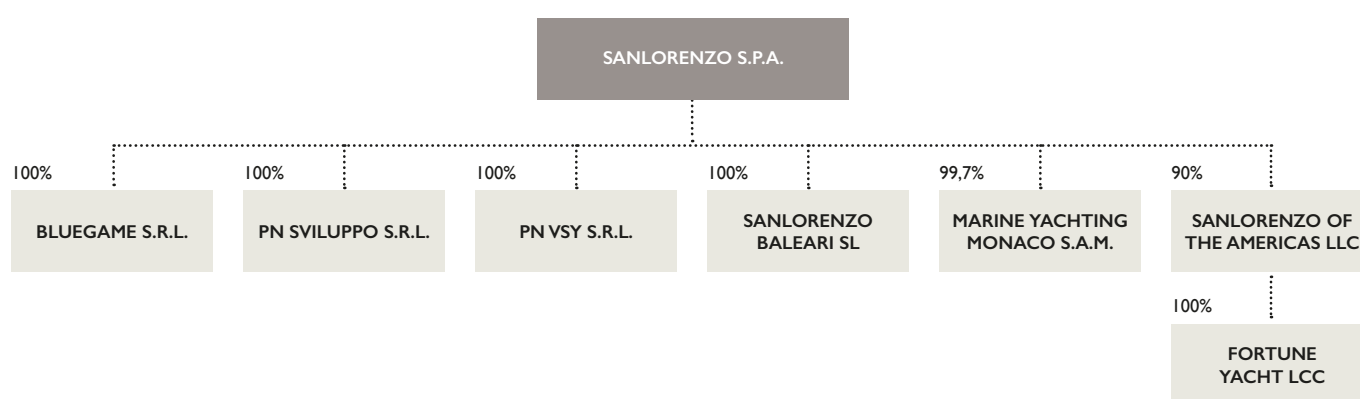 SANLORENZO S.P.A.
100%
100%
100%
100%
99,7%
90%
BLUEGAME S.R.L.
PN SVILUPPO S.R.L.
PN VSY S.R.L.
SANLORENZO
BALEARI SL
MARINE YACHTING
MONACO S.A.M.
SANLORENZO OF
THE AMERICAS LLC
100%
FORTUNE
YACHT LCC